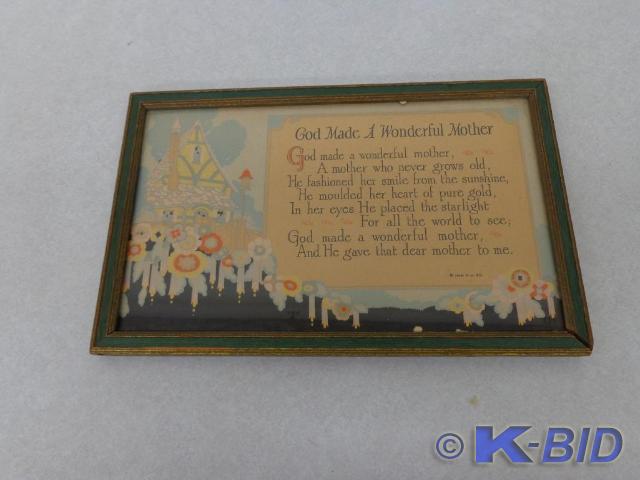 God Made A Wonderful Mother
God made a wonderful mother,
A mother who never grows old,
He fashioned her smile from the sunshine,
He moulded her heart of pure gold,
In her eyes He placed the starlight
For all the world to see;
God made a wonderful mother,
And He gave that dear mother to me.
© K-BID